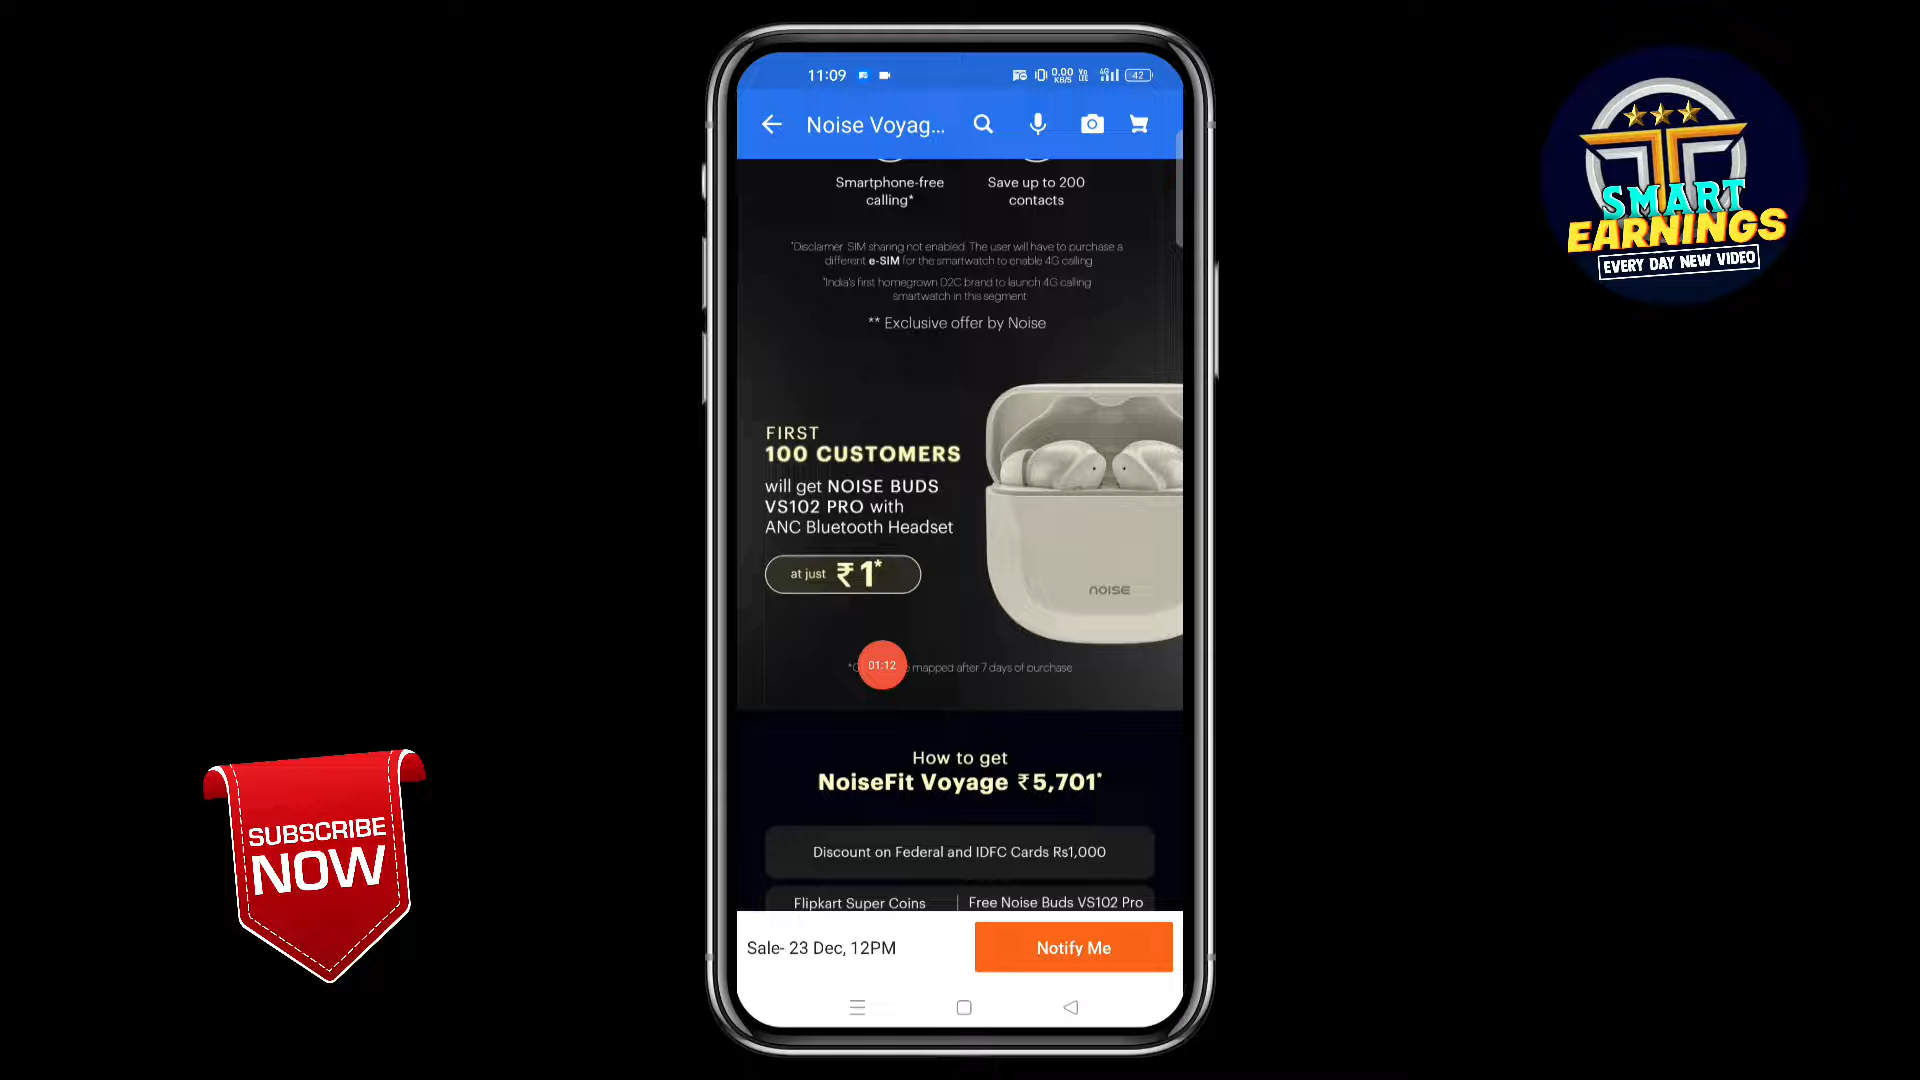 11:09
0.00
KB/S
4G
42
Noise Voyag...
Smartphone-free
calling*
Save up to 200
contacts
*Disclaimer: SIM sharing not enabled. The user will have to purchase a
different e-SIM for the smartwatch to enable 4G calling
*India's first homegrown D2C brand to launch 4G calling
smartwatch in this segment
** Exclusive offer by Noise
FIRST
100 CUSTOMERS
will get NOISE BUDS
VS102 PRO with
ANC Bluetooth Headset
at just ₹1*
noise
01:12
mapped after 7 days of purchase
How to get
NoiseFit Voyage ₹5,701*
Discount on Federal and IDFC Cards Rs1,000
Flipkart Super Coins
Free Noise Buds VS102 Pro
Sale- 23 Dec, 12PM
Notify Me
SMART
EARNINGS
EVERY DAY NEW VIDEO
SUBSCRIBE
NOW